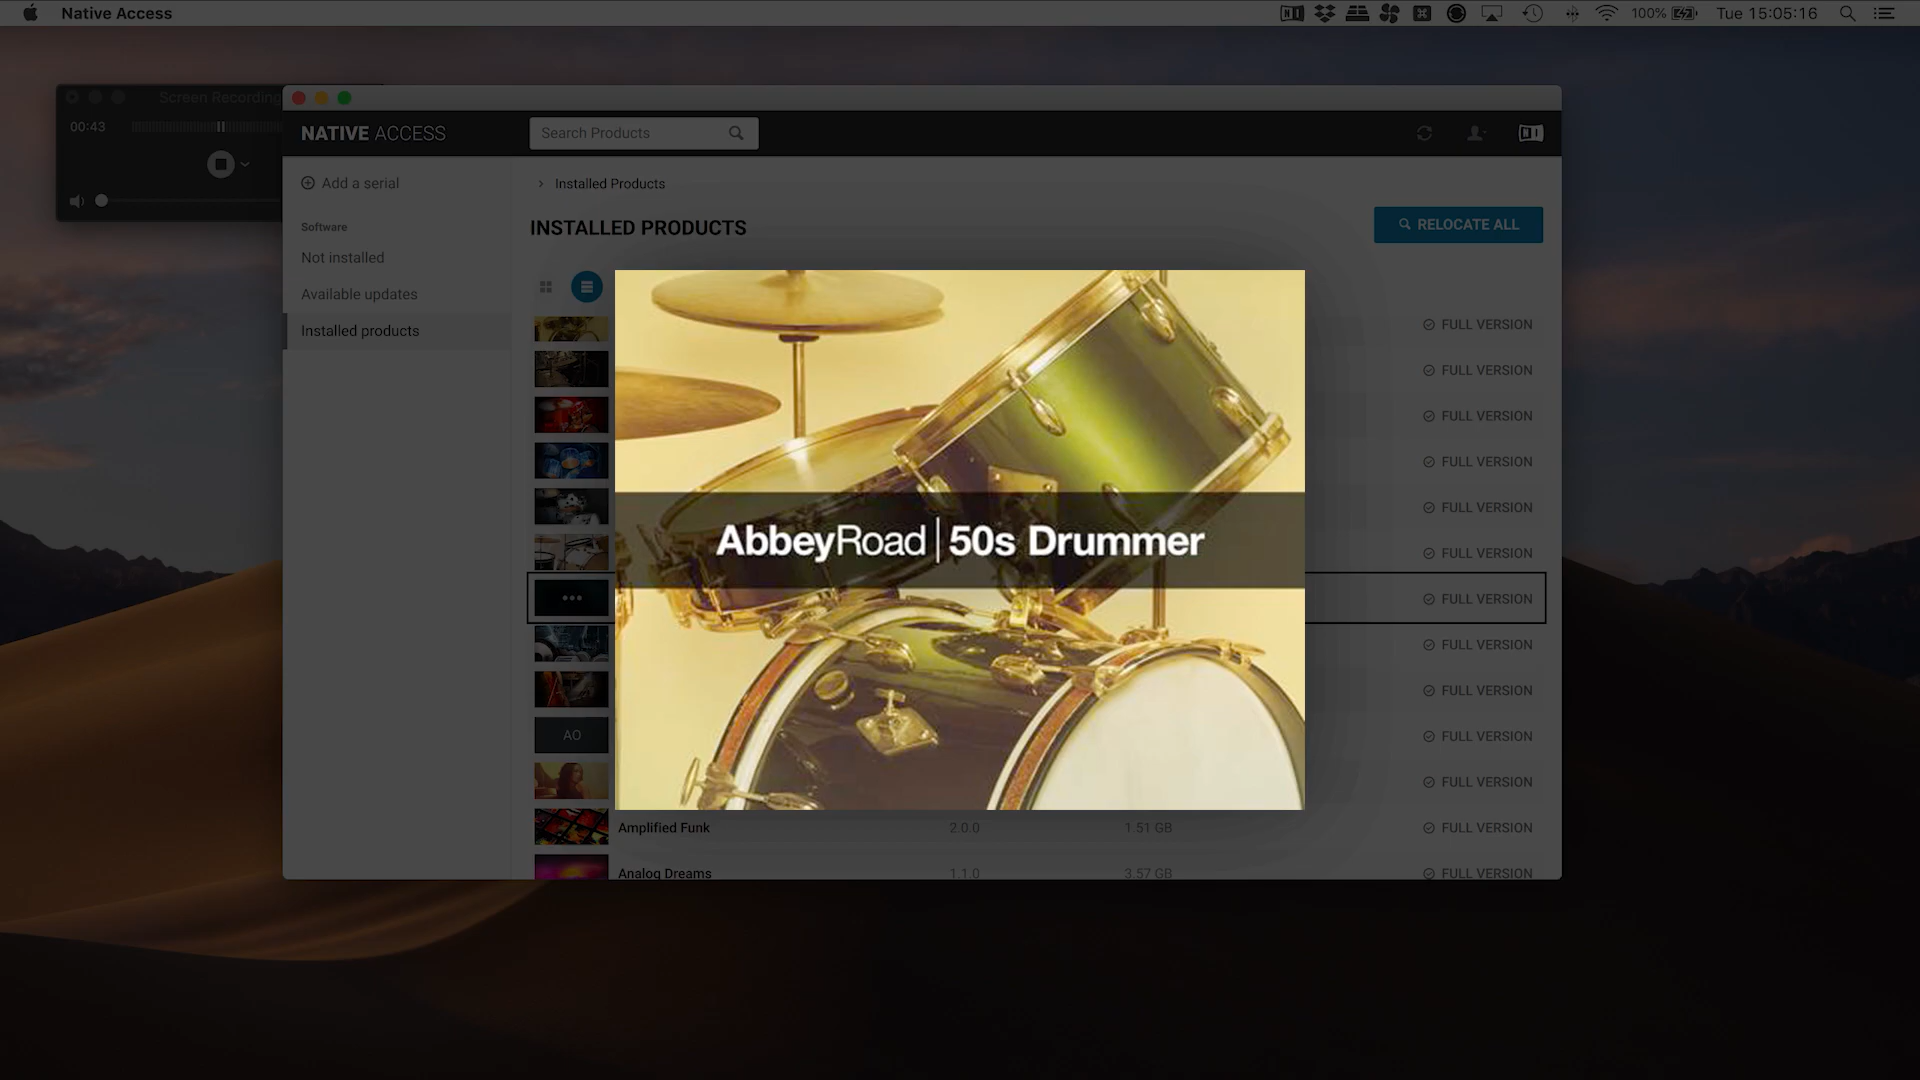 Native Access
100%
Tue 15:05:16
Screen Recording
00:43
NATIVE ACCESS
Search Products
Add a serial
Software
Not installed
Available updates
Installed products
› Installed Products
INSTALLED PRODUCTS
RELOCATE ALL
FULL VERSION
FULL VERSION
FULL VERSION
FULL VERSION
FULL VERSION
FULL VERSION
AbbeyRoad | 50s Drummer
FULL VERSION
FULL VERSION
FULL VERSION
AO
FULL VERSION
FULL VERSION
Amplified Funk 2.0.0 1.51 GB FULL VERSION
Analog Dreams 1.1.0 3.57 GB FULL VERSION